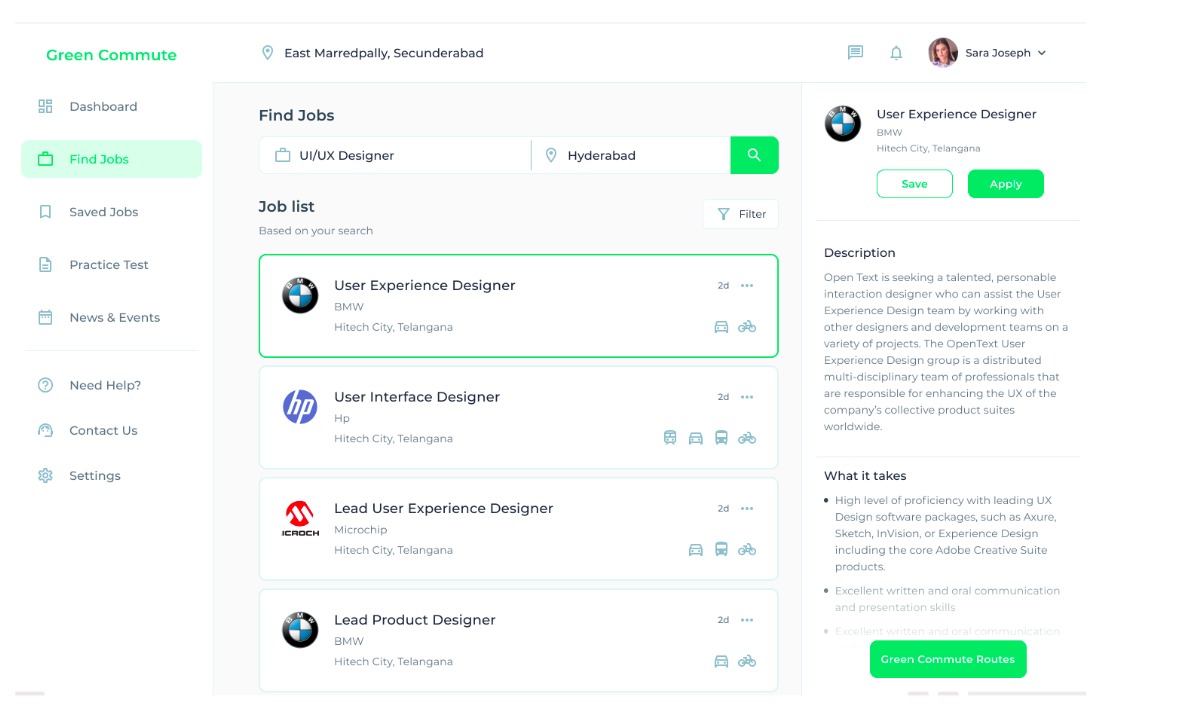 Green Commute
Dashboard
Find Jobs
Saved Jobs
Practice Test
News & Events
Need Help?
Contact Us
Settings
East Marredpally, Secunderabad
Sara Joseph
Find Jobs
UI/UX Designer
Hyderabad
Job list
Based on your search
Filter
BMW
User Experience Designer
2d
BMW
Hitech City, Telangana
hp
User Interface Designer
2d
Hp
Hitech City, Telangana
ICROCH
Lead User Experience Designer
2d
Microchip
Hitech City, Telangana
BMW
Lead Product Designer
2d
BMW
Hitech City, Telangana
BMW
User Experience Designer
BMW
Hitech City, Telangana
Save
Apply
Description
Open Text is seeking a talented, personable
interaction designer who can assist the User
Experience Design team by working with
other designers and development teams on a
variety of projects. The OpenText User
Experience Design group is a distributed
multi-disciplinary team of professionals that
are responsible for enhancing the UX of the
company's collective product suites
worldwide.
What it takes
High level of proficiency with leading UX
Design software packages, such as Axure,
Sketch, InVision, or Experience Design
including the core Adobe Creative Suite
products.
Excellent written and oral communication
and presentation skills
Excellent written and oral communication
Green Commute Routes